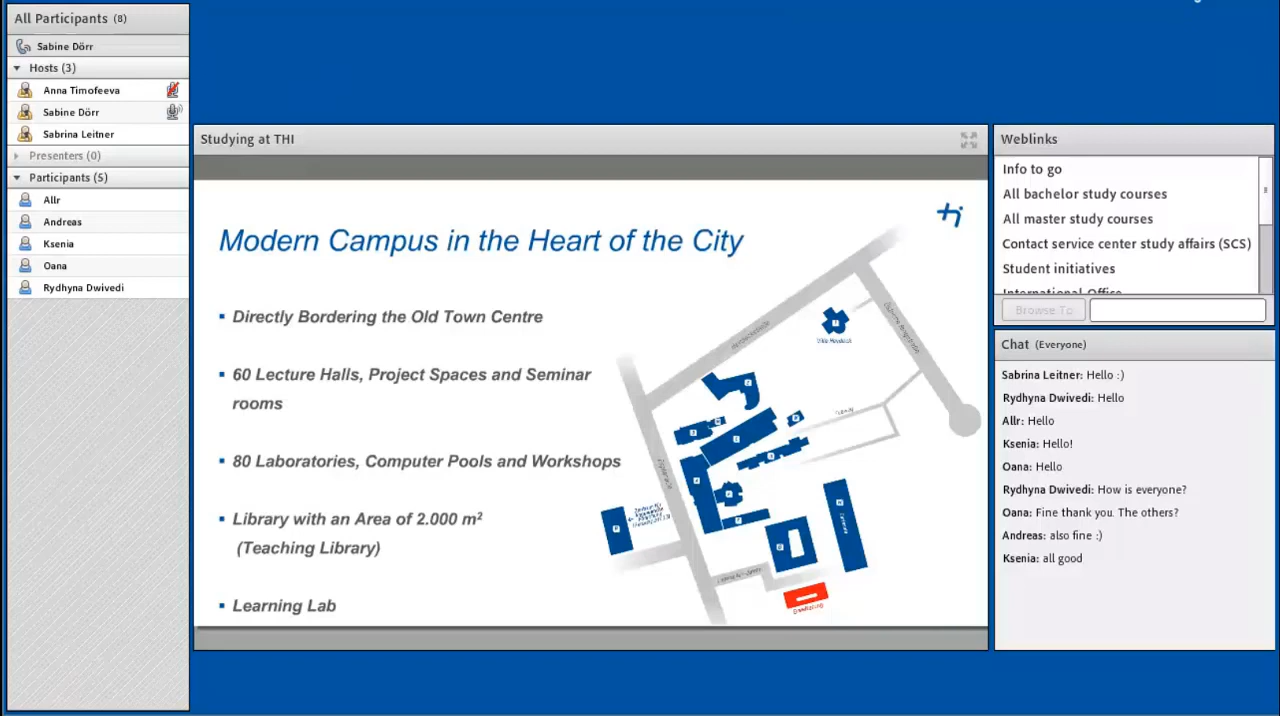 All Participants (8)
Sabine Dörr
Hosts (3)
Anna Timofeeva
Sabine Dörr
Sabrina Leitner
Presenters (0)
Participants (5)
Allr
Andreas
Ksenia
Oana
Rydhyna Dwivedi
Studying at THI
Modern Campus in the Heart of the City
Directly Bordering the Old Town Centre
60 Lecture Halls, Project Spaces and Seminar
rooms
80 Laboratories, Computer Pools and Workshops
Library with an Area of 2.000 m²
(Teaching Library)
Learning Lab
Esplanade
Weblinks
Info to go
All bachelor study courses
All master study courses
Contact service center study affairs (SCS)
Student initiatives
International Office
Browse To
Chat (Everyone)
Sabrina Leitner: Hello :)
Rydhyna Dwivedi: Hello
Allr: Hello
Ksenia: Hello!
Oana: Hello
Rydhyna Dwivedi: How is everyone?
Oana: Fine thank you. The others?
Andreas: also fine :)
Ksenia: all good